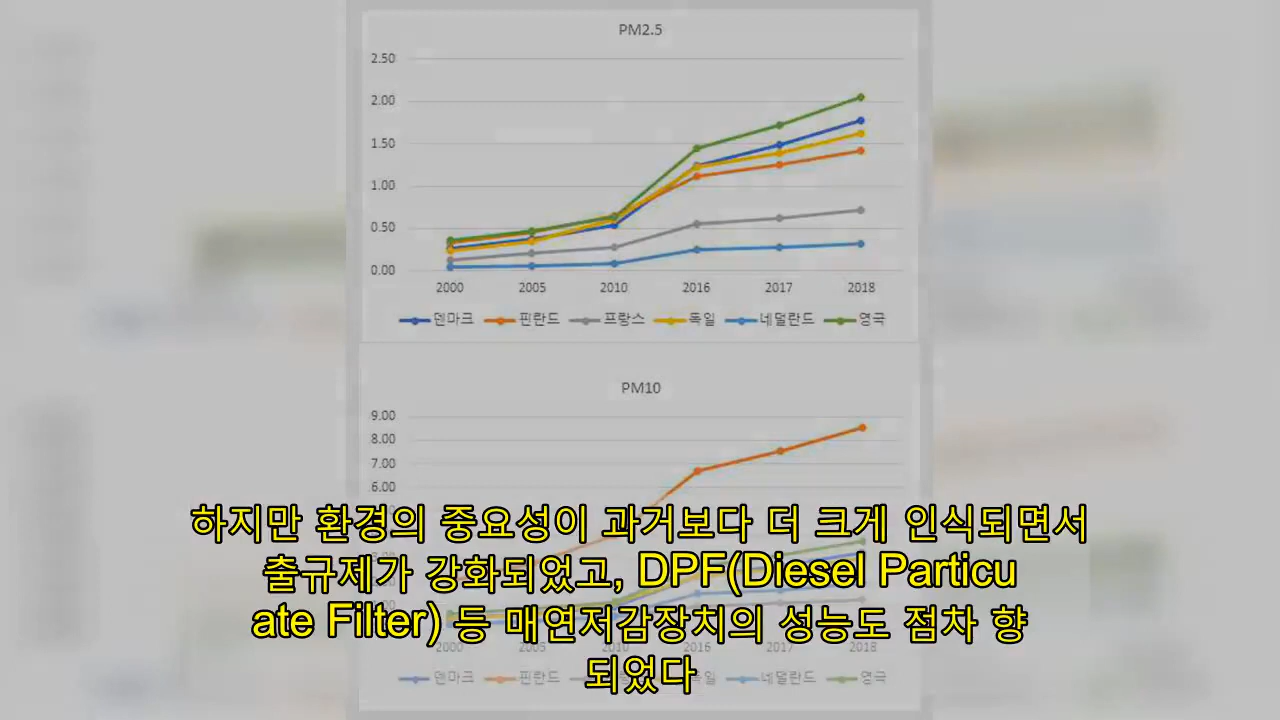 PM2.5
2.50
2.00
1.50
1.00
0.50
0.00
2000 2005 2010 2016 2017 2018
덴마크 핀란드 프랑스 독일 네덜란드 영국
PM10
9.00
8.00
7.00
6.00
하지만 환경의 중요성이 과거보다 더 크게 인식되면서
출규제가 강화되었고, DPF(Diesel Particu
ate Filter) 등 매연저감장치의 성능도 점차 향
되었다
2000 2010 2016 2017 2018
덴마크 핀란드 독일 네덜란드 영국